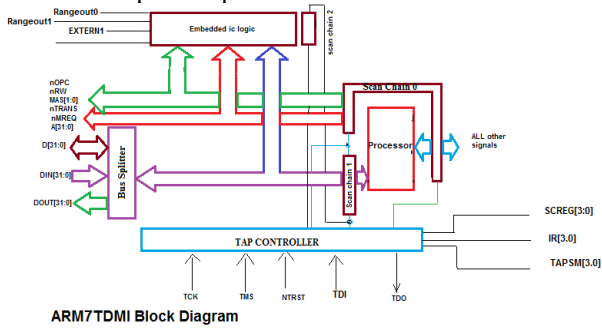 Rangeout0
Rangeout1
EXTERN1
Embedded ic logic
scan chain 2
nOPC
nRW
MAS[1:0]
nTRANS
nMREQ
A[31:0]
Scan Chain 0
Processor
ALL other
signals
D[31:0]
DIN[31:0]
DOUT[31:0]
Bus Splitter
Scan chain 1
TAP CONTROLLER
SCREG[3:0]
IR[3.0]
TAPSM[3.0]
TCK
TMS
NTRST
TDI
TDO
ARM7TDMI Block Diagram